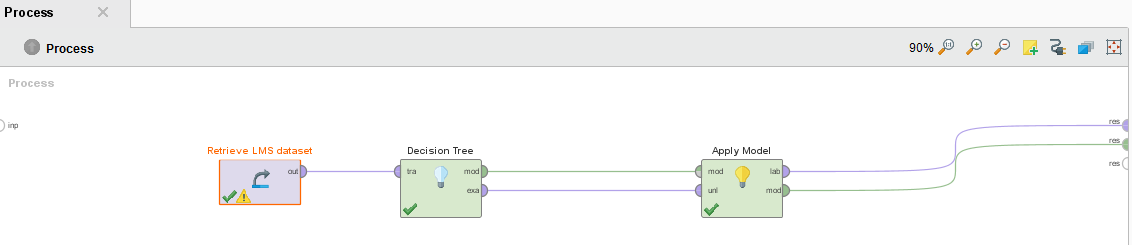 Process
Process
90%
Process
inp
Retrieve LMS dataset
out
Decision Tree
tra
mod
exa
Apply Model
mod
lab
unl
mod
res
res
res